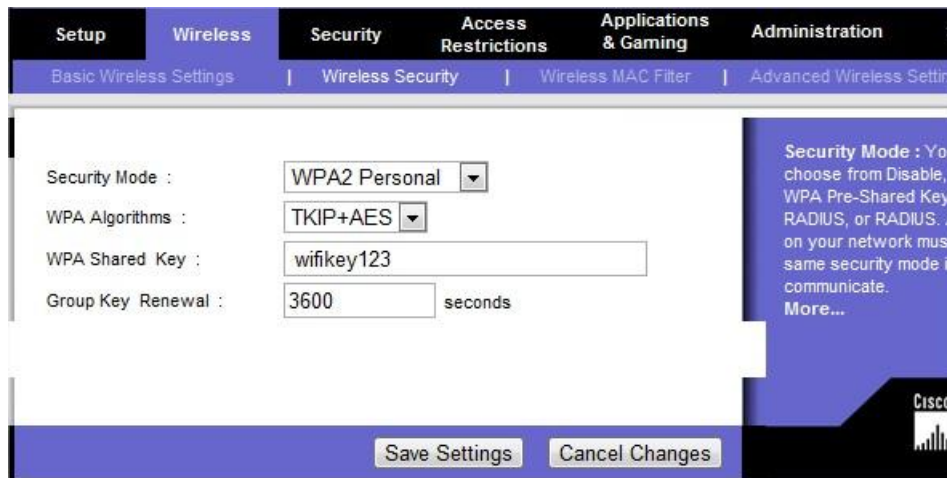 Setup Wireless Security Access Restrictions Applications & Gaming Administration
Basic Wireless Settings | Wireless Security | Wireless MAC Filter | Advanced Wireless
Security Mode : WPA2 Personal
WPA Algorithms : TKIP+AES
WPA Shared Key : wifikey123
Group Key Renewal : 3600 seconds
Security Mode :
choose from Disable,
WPA Pre-Shared Key
RADIUS, or RADIUS.
on your network
same security mode
communicate.
More...
Cisco
Save Settings Cancel Changes